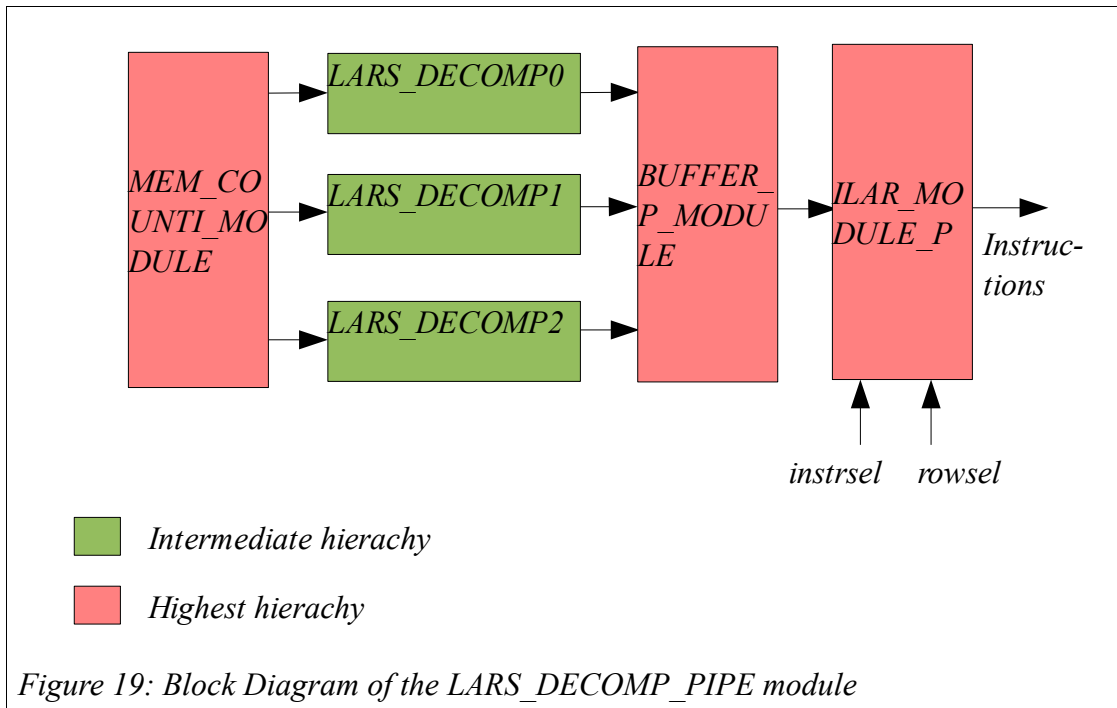 LARS_DECOMP0
MEM_CO
UNTI_MO
DULE
LARS_DECOMP1
LARS_DECOMP2
BUFFER_
P_MODU
LE
ILAR_MO
DULE_P
Instruc-
tions
instrsel
rowsel
Intermediate hierachy
Highest hierachy
Figure 19: Block Diagram of the LARS_DECOMP_PIPE module